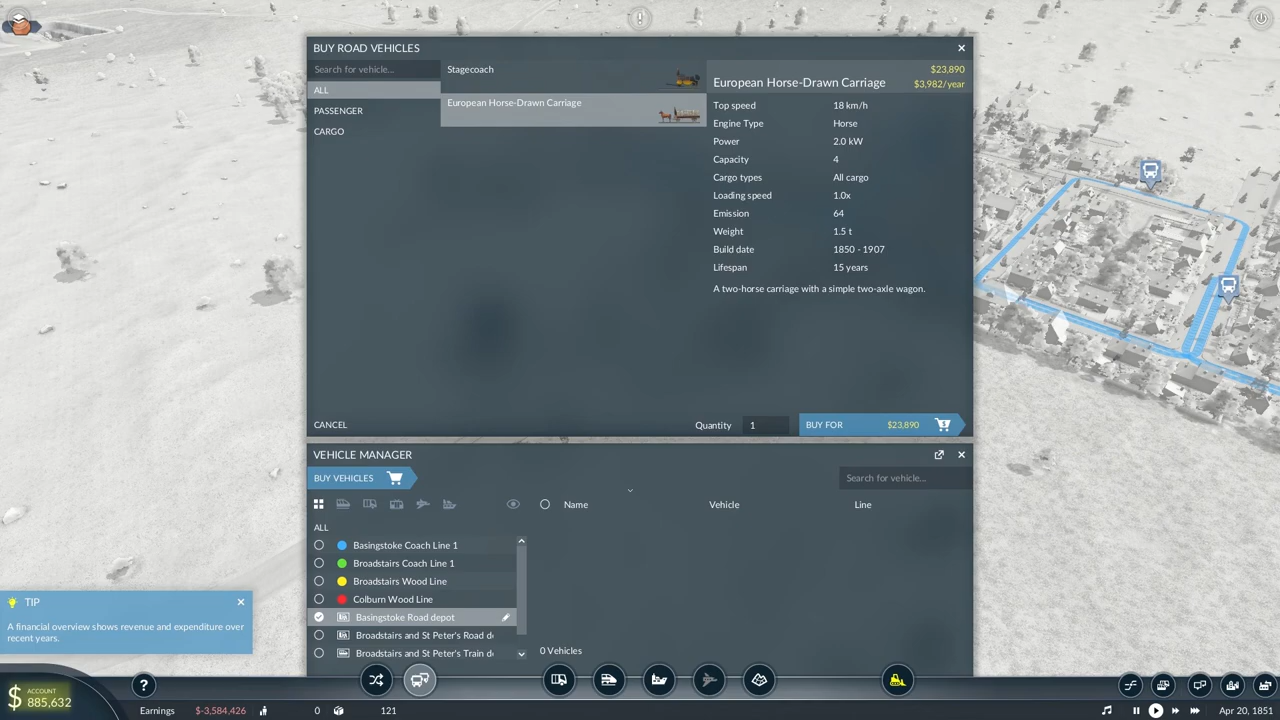 BUY ROAD VEHICLES
Search for vehicle...
ALL
PASSENGER
CARGO
Stagecoach
European Horse-Drawn Carriage
European Horse-Drawn Carriage
$23,890
$3,982/year
Top speed 18 km/h
Engine Type Horse
Power 2.0 kW
Capacity 4
Cargo types All cargo
Loading speed 1.0x
Emission 64
Weight 1.5 t
Build date 1850 - 1907
Lifespan 15 years
A two-horse carriage with a simple two-axle wagon.
CANCEL
Quantity 1
BUY FOR $23,890
VEHICLE MANAGER
BUY VEHICLES
Search for vehicle...
Name Vehicle Line
ALL
Basingstoke Coach Line 1
Broadstairs Coach Line 1
Broadstairs Wood Line
Colburn Wood Line
Basingstoke Road depot
Broadstairs and St Peter's Road d
Broadstairs and St Peter's Train d
0 Vehicles
TIP
A financial overview shows revenue and expenditure over
recent years.
$ ACCOUNT
885,632
?
Earnings $-3,584,426 0 121
Apr 20, 1851